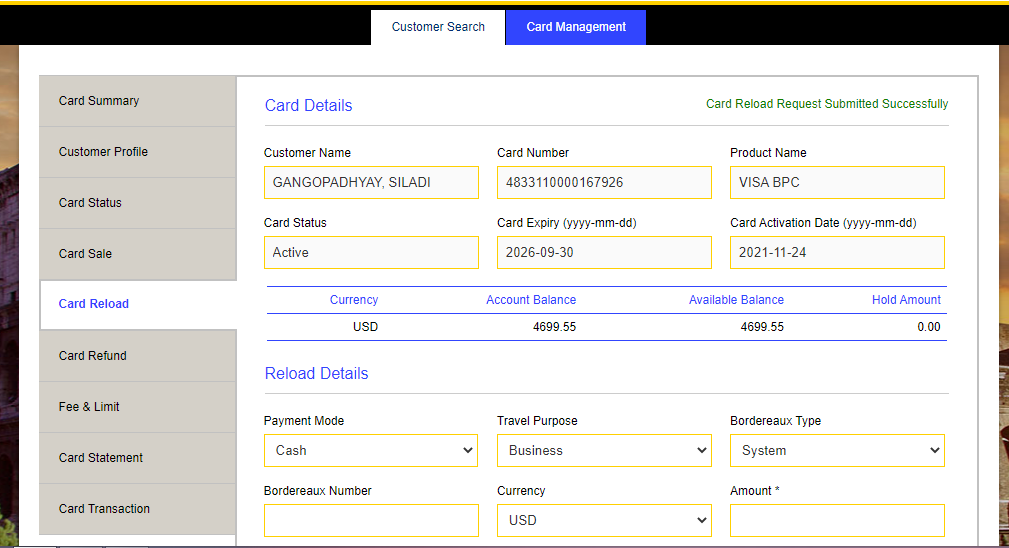 Customer Search Card Management
Card Summary
Customer Profile
Card Status
Card Sale
Card Reload
Card Refund
Fee & Limit
Card Statement
Card Transaction
Card Details Card Reload Request Submitted Successfully
Customer Name Card Number Product Name
GANGOPADHYAY, SILADI 4833110000167926 VISA BPC
Card Status Card Expiry (yyyy-mm-dd) Card Activation Date (yyyy-mm-dd)
Active 2026-09-30 2021-11-24
Currency Account Balance Available Balance Hold Amount
USD 4699.55 4699.55 0.00
Reload Details
Payment Mode Travel Purpose Bordereaux Type
Cash Business System
Bordereaux Number Currency Amount *
USD